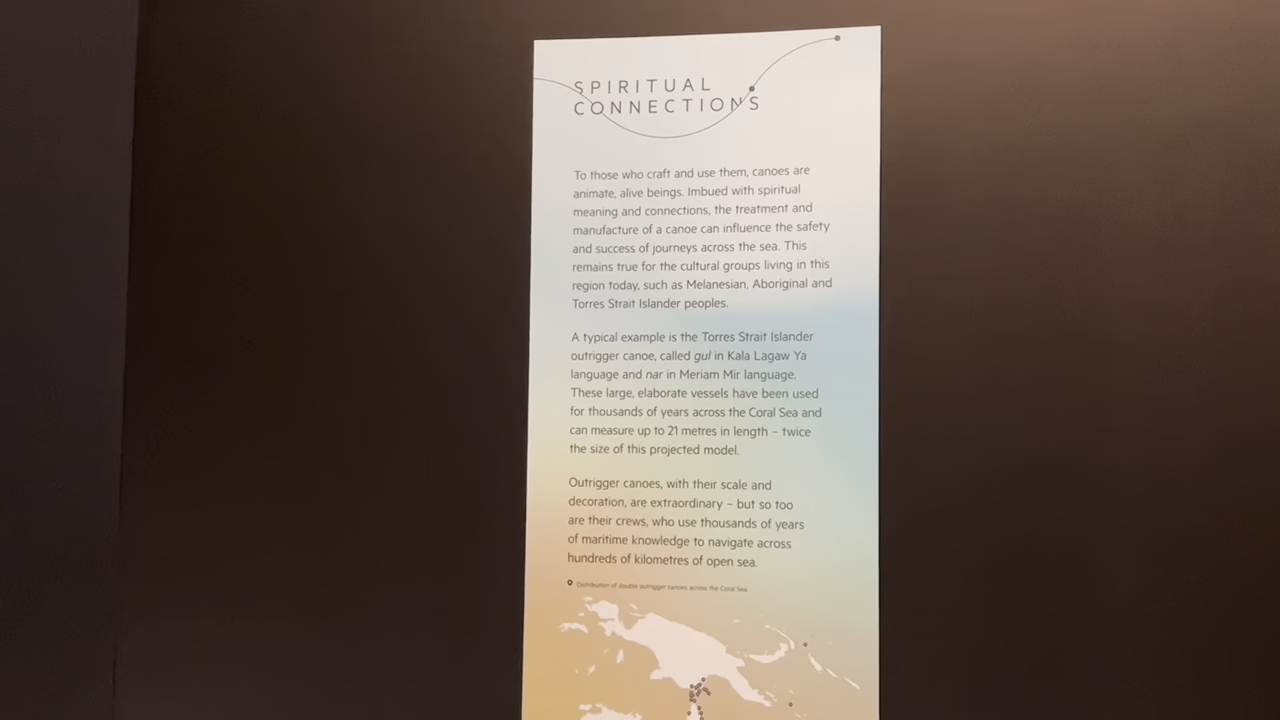 SPIRITUAL
CONNECTIONS
To those who craft and use them, canoes are
animate, alive beings. Imbued with spiritual
meaning and connections, the treatment and
manufacture of a canoe can influence the safety
and success of journeys across the sea. This
remains true for the cultural groups living in this
region today, such as Melanesian, Aboriginal and
Torres Strait Islander peoples.
A typical example is the Torres Strait Islander
outrigger canoe, called gul in Kala Lagaw Ya
language and nar in Meriam Mir language.
These large, elaborate vessels have been used
for thousands of years across the Coral Sea and
can measure up to 21 metres in length – twice
the size of this projected model.
Outrigger canoes, with their scale and
decoration, are extraordinary – but so too
are their crews, who use thousands of years
of maritime knowledge to navigate across
hundreds of kilometres of open sea.
Distribution of double outrigger canoes across the Coral Sea